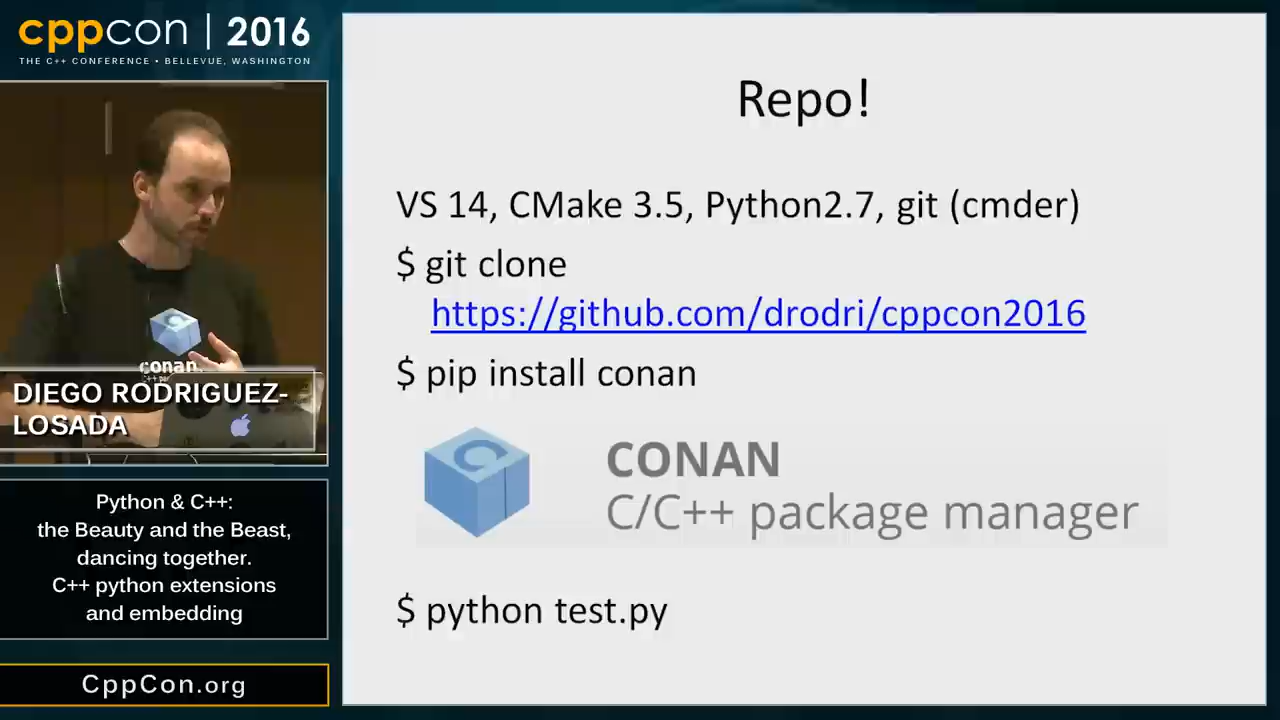 cppcon | 2016
THE C++ CONFERENCE • BELLEVUE, WASHINGTON
conan
DIEGO RODRIGUEZ-
LOSADA
Python & C++:
the Beauty and the Beast,
dancing together.
C++ python extensions
and embedding
CppCon.org
Repo!
VS 14, CMake 3.5, Python2.7, git (cmder)
$ git clone
https://github.com/drodri/cppcon2016
$ pip install conan
CONAN
C/C++ package manager
$ python test.py